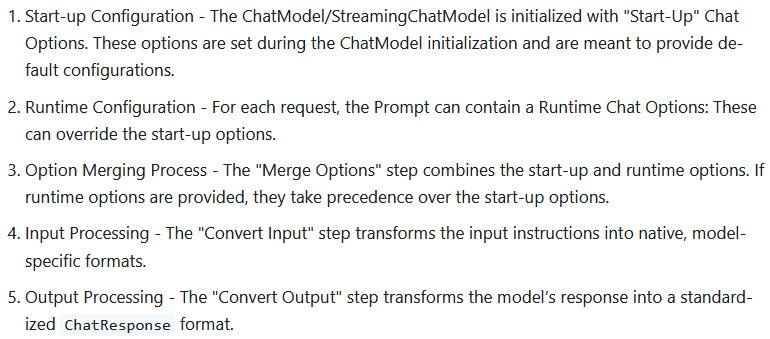 1. Start-up Configuration - The ChatModel/StreamingChatModel is initialized with "Start-Up" Chat
Options. These options are set during the ChatModel initialization and are meant to provide de-
fault configurations.
2. Runtime Configuration - For each request, the Prompt can contain a Runtime Chat Options: These
can override the start-up options.
3. Option Merging Process - The "Merge Options" step combines the start-up and runtime options. If
runtime options are provided, they take precedence over the start-up options.
4. Input Processing - The "Convert Input" step transforms the input instructions into native, model-
specific formats.
5. Output Processing - The "Convert Output" step transforms the model’s response into a standard-
ized ChatResponse format.